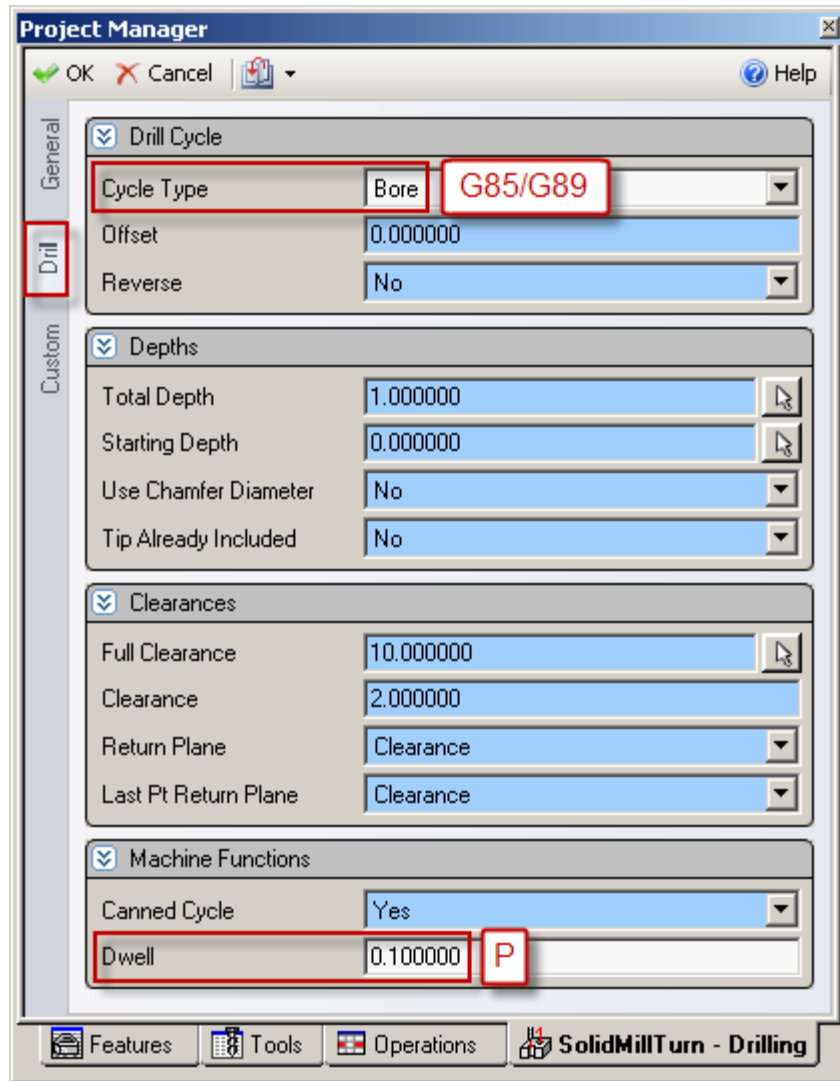 Project Manager
OK Cancel Help
General
Drill
Custom
Drill Cycle
Cycle Type Bore G85/G89
Offset 0.000000
Reverse No
Depths
Total Depth 1.000000
Starting Depth 0.000000
Use Chamfer Diameter No
Tip Already Included No
Clearances
Full Clearance 10.000000
Clearance 2.000000
Return Plane Clearance
Last Pt Return Plane Clearance
Machine Functions
Canned Cycle Yes
Dwell 0.100000 P
Features Tools Operations SolidMillTurn - Drilling